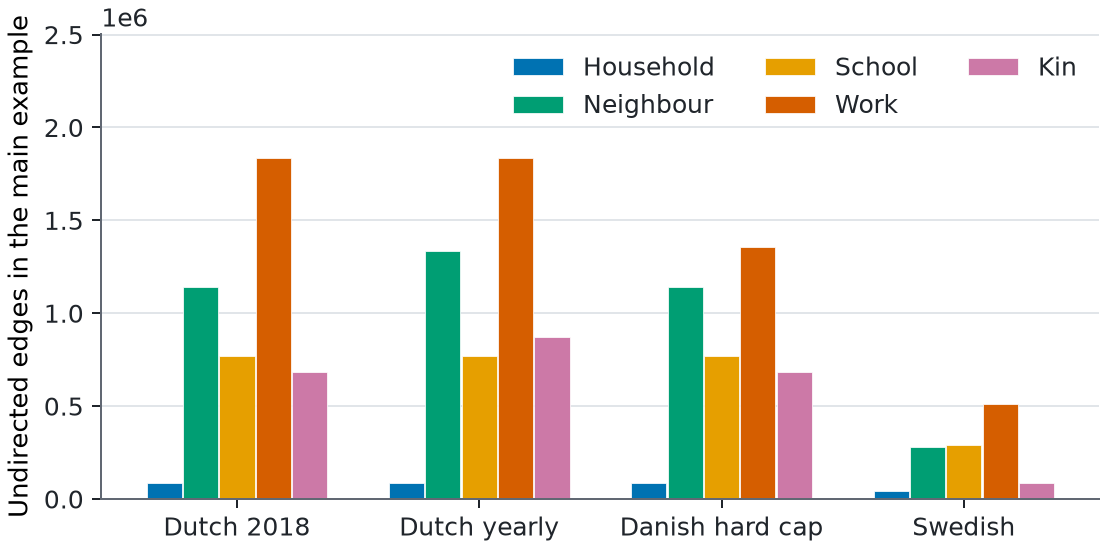 1e6
Undirected edges in the main example
2.5
2.0
1.5
1.0
0.5
0.0
Household
Neighbour
School
Work
Kin
Dutch 2018
Dutch yearly
Danish hard cap
Swedish